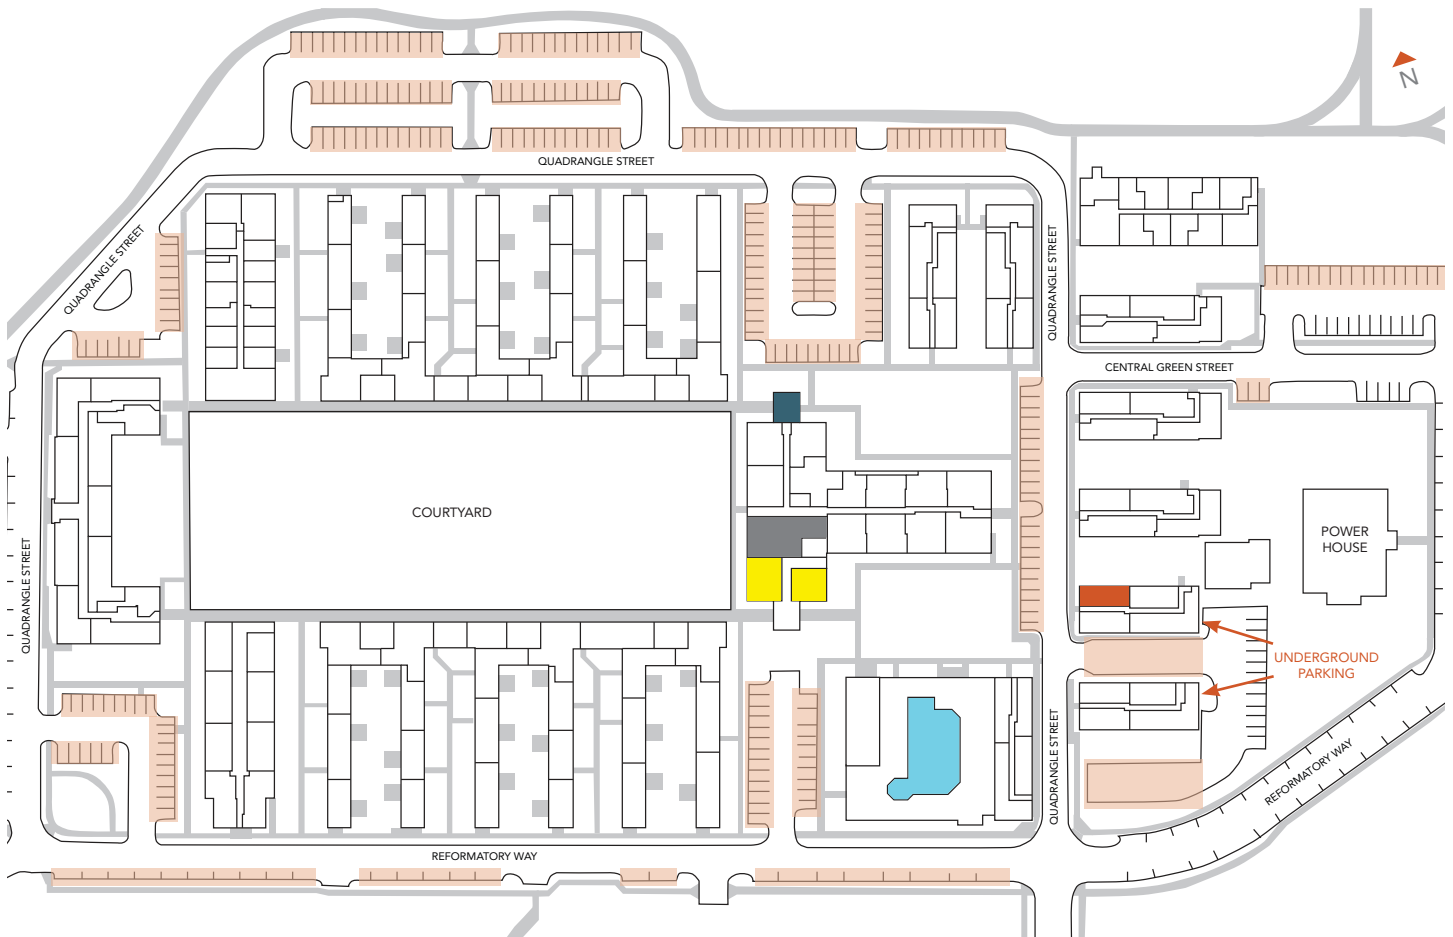 N
QUADRANGLE STREET
QUADRANGLE STREET
QUADRANGLE STREET
CENTRAL GREEN STREET
COURTYARD
POWER
HOUSE
QUADRANGLE STREET
UNDERGROUND
PARKING
QUADRANGLE STREET
REFORMATORY WAY
REFORMATORY WAY